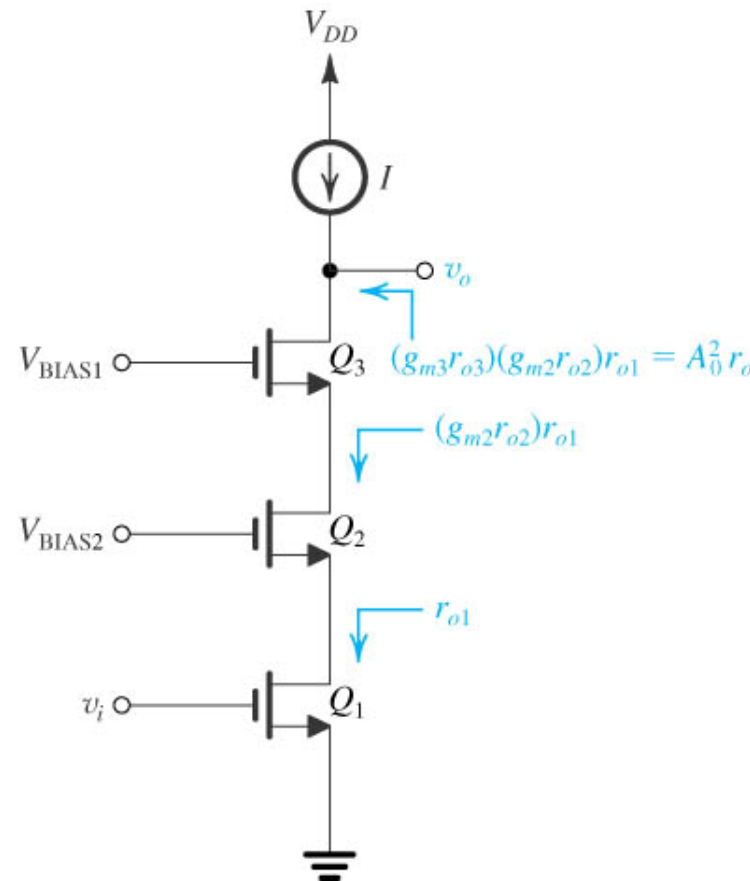 V_DD
I
v_o
V_BIAS1
Q_3
(g_m3 r_o3)(g_m2 r_o2)r_o1 = A_0^2 r_o
(g_m2 r_o2)r_o1
V_BIAS2
Q_2
r_o1
v_i
Q_1